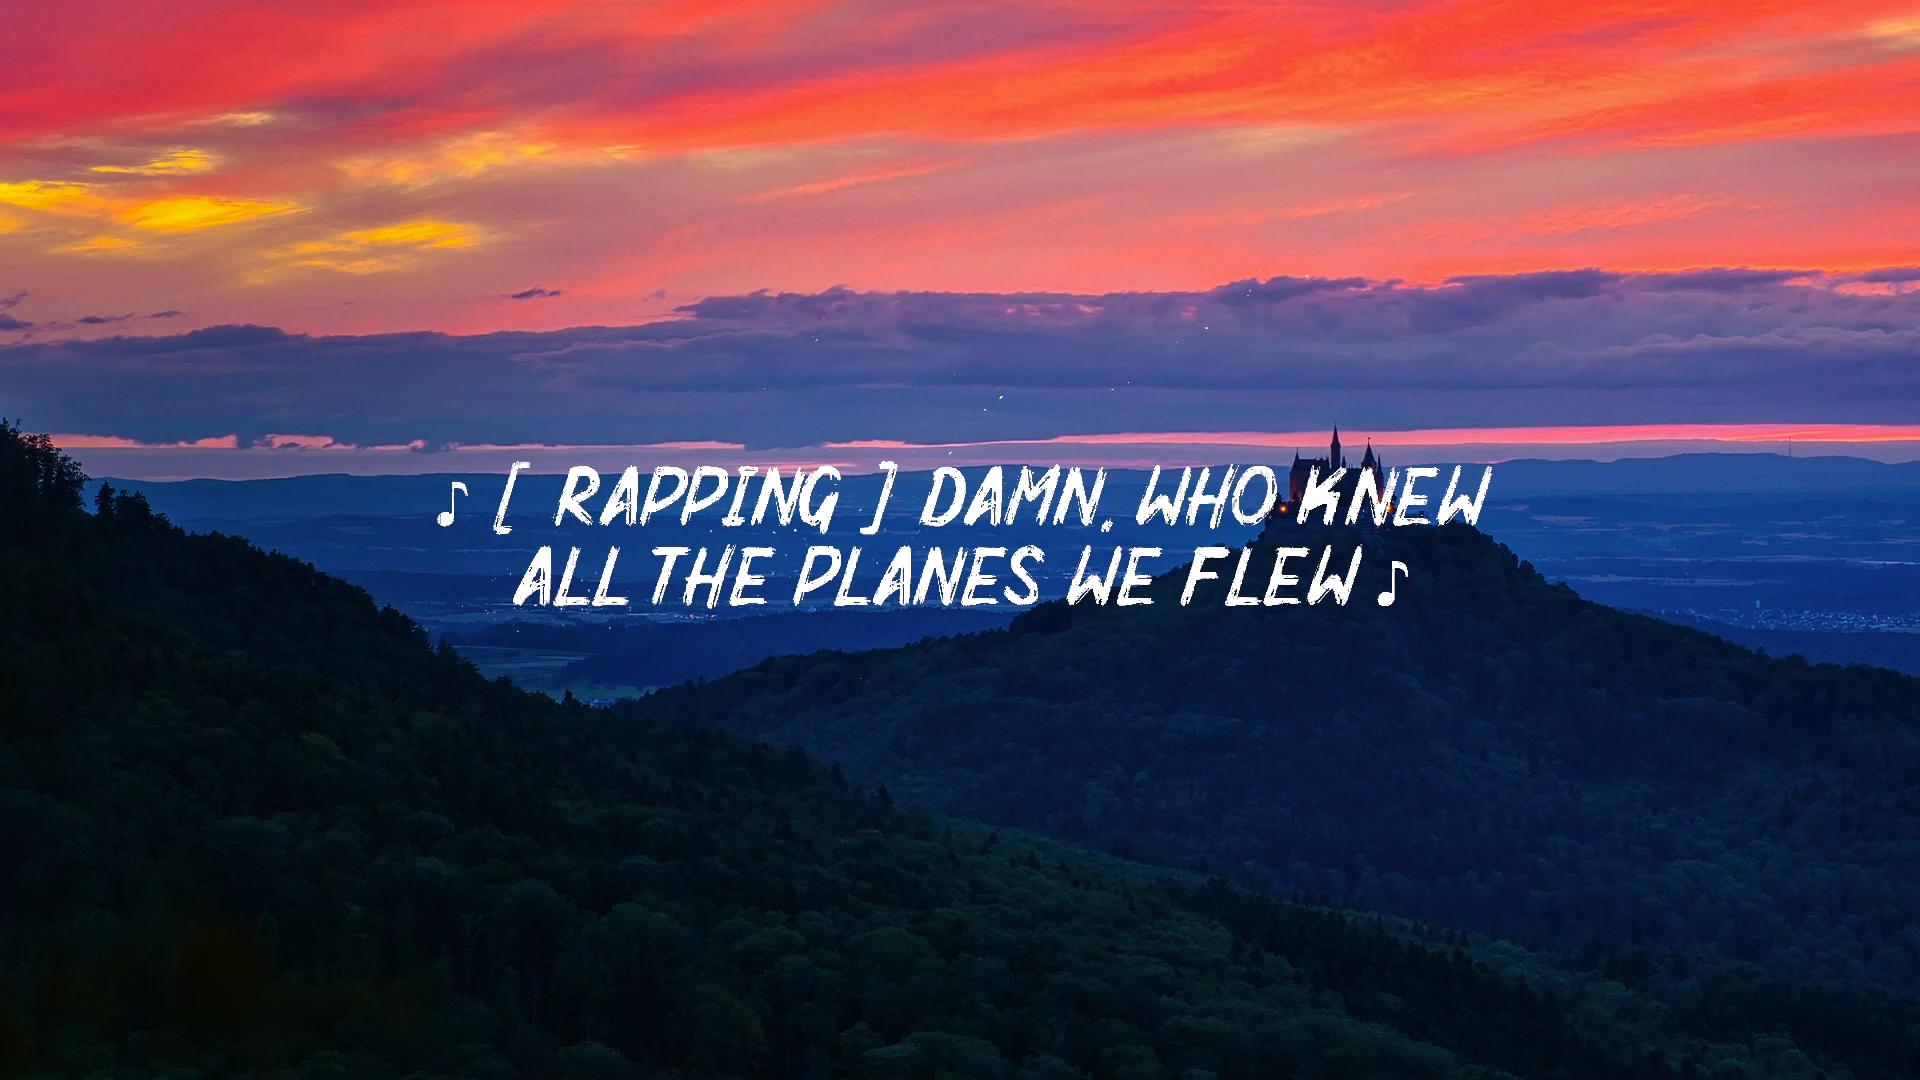 ♪ [ RAPPING ] DAMN, WHO KNEW
ALL THE PLANES WE FLEW ♪